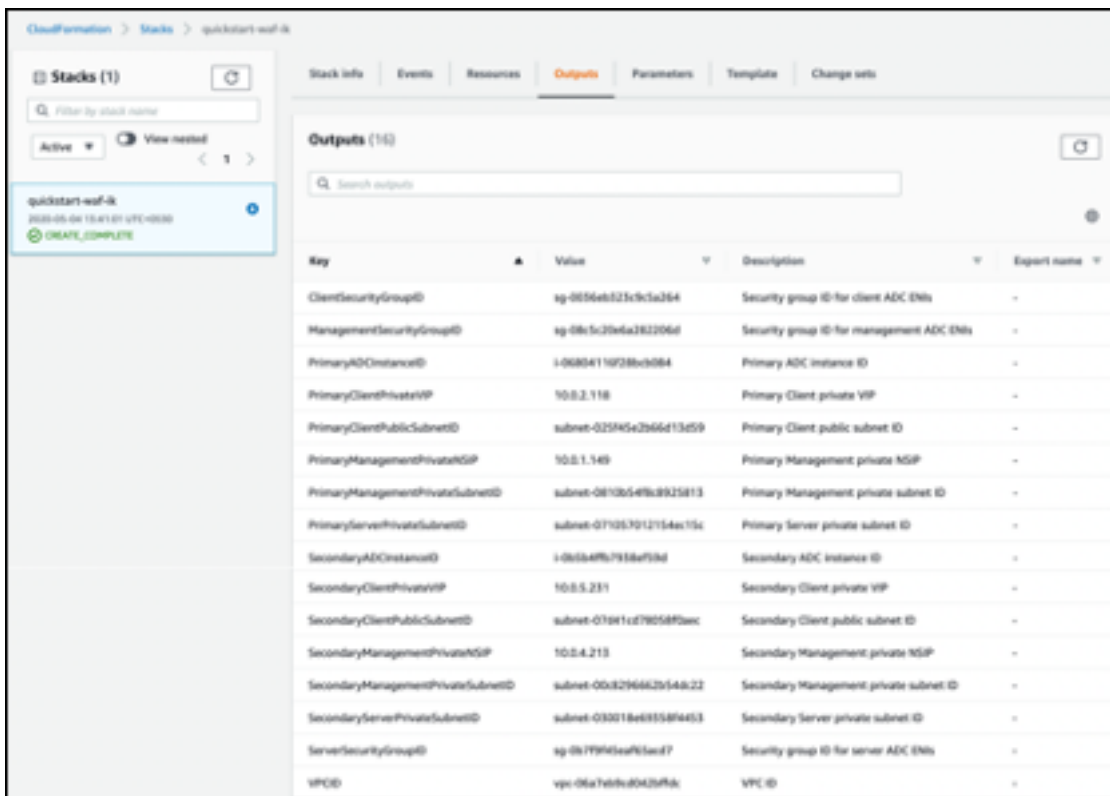 CloudFormation > Stacks > quickstart-waf-ik
Stacks (1)
Filter by stack name
Active
View nested
1
quickstart-waf-ik
CREATE_COMPLETE
Stack info Events Resources Outputs Parameters Template Change sets
Outputs (16)
Search outputs
Key Value Description Export name
ClientSecurityGroupID Security group ID for client ADC ENIs -
ManagementSecurityGroupID Security group ID for management ADC ENIs -
PrimaryADCInstanceID Primary ADC instance ID -
PrimaryClientPrivateVIP 10.0.2.118 Primary Client private VIP -
PrimaryClientPublicSubnetID Primary Client public subnet ID -
PrimaryManagementPrivateNSIP 10.0.1.149 Primary Management private NSIP -
PrimaryManagementPrivateSubnetID Primary Management private subnet ID -
PrimaryServerPrivateSubnetID Primary Server private subnet ID -
SecondaryADCInstanceID Secondary ADC instance ID -
SecondaryClientPrivateVIP 10.0.5.231 Secondary Client private VIP -
SecondaryClientPublicSubnetID Secondary Client public subnet ID -
SecondaryManagementPrivateNSIP 10.0.4.213 Secondary Management private NSIP -
SecondaryManagementPrivateSubnetID Secondary Management private subnet ID -
SecondaryServerPrivateSubnetID Secondary Server private subnet ID -
ServerSecurityGroupID Security group ID for server ADC ENIs -
VPCID VPC ID -